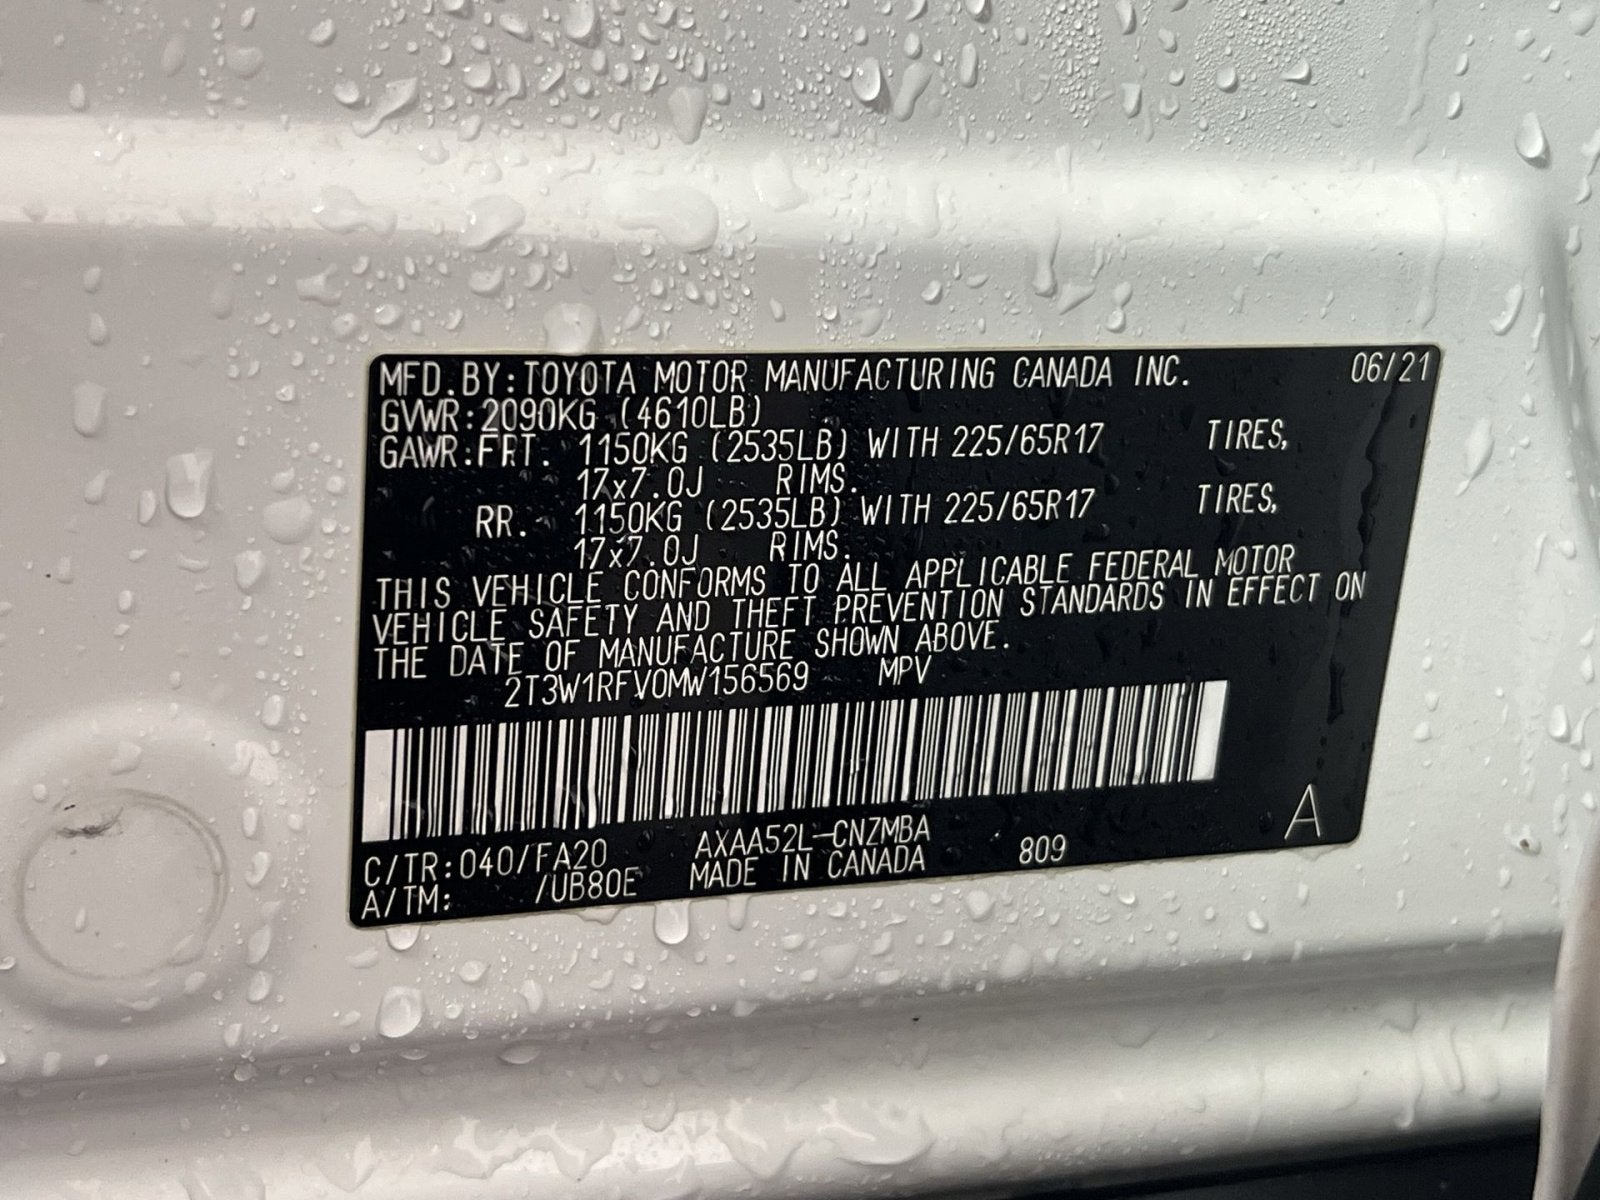 MFD.BY:TOYOTA MOTOR MANUFACTURING CANADA INC. 06/21
GVWR:2090KG (4610LB)
GAWR:FRT. 1150KG (2535LB) WITH 225/65R17 TIRES,
17x7.0J RIMS.
RR. 1150KG (2535LB) WITH 225/65R17 TIRES,
17x7.0J RIMS.
THIS VEHICLE CONFORMS TO ALL APPLICABLE FEDERAL MOTOR
VEHICLE SAFETY AND THEFT PREVENTION STANDARDS IN EFFECT ON
THE DATE OF MANUFACTURE SHOWN ABOVE.
2T3W1RFV0MW156569 MPV
C/TR:040/FA20 AXAA52L-CNZMBA 809 A
A/TM: /UB80E MADE IN CANADA